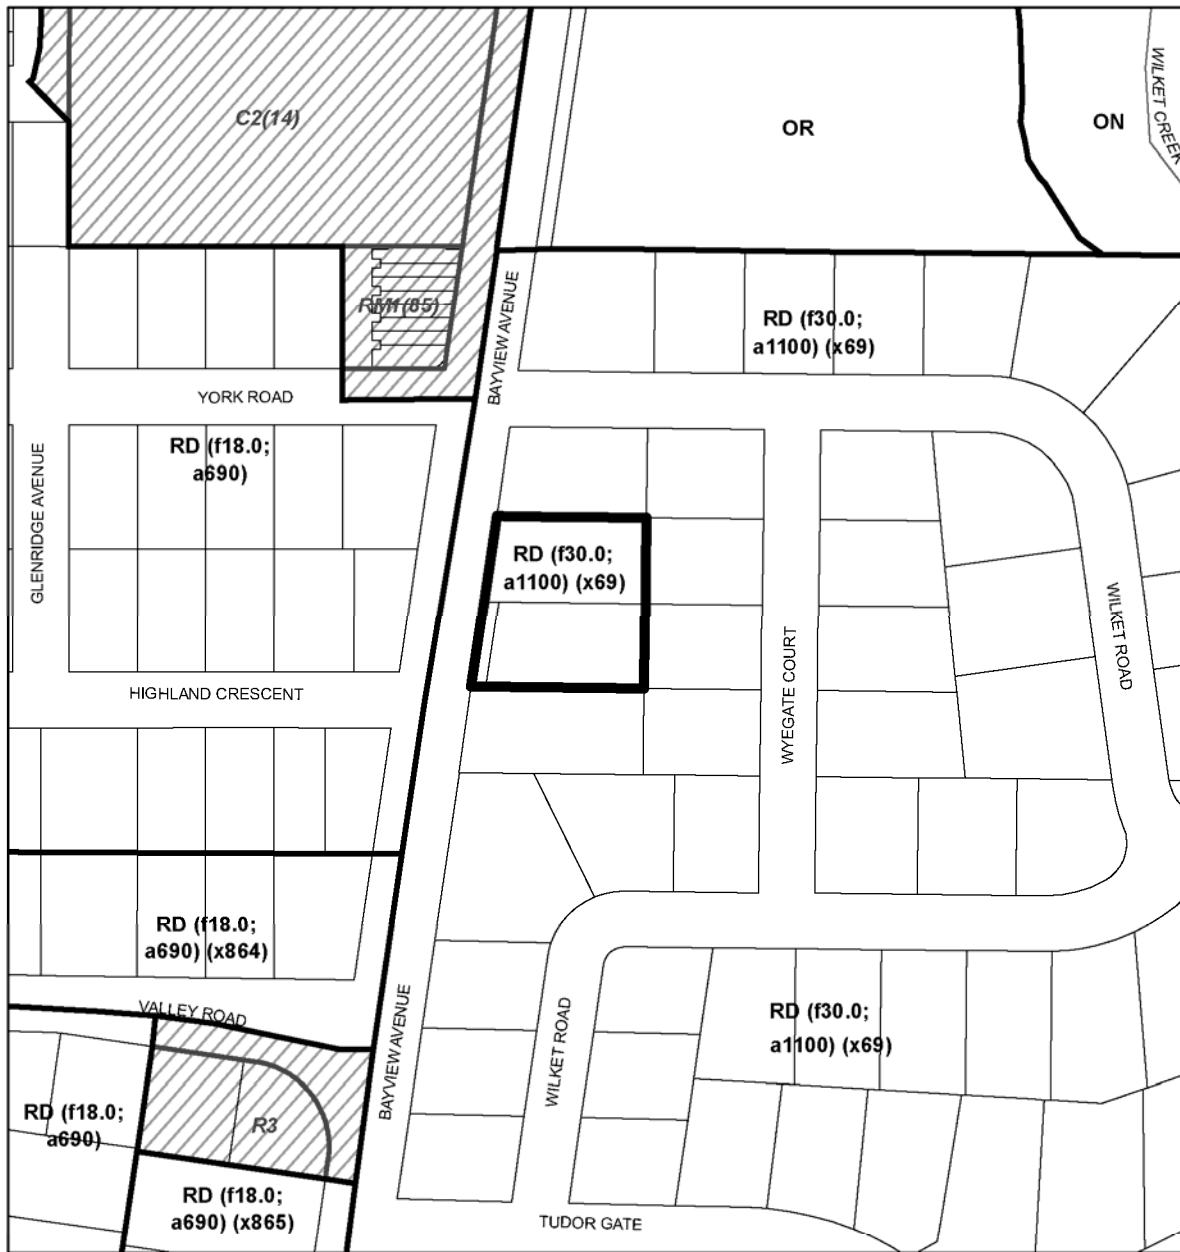 C2(14)
OR
ON
WILKET CREEK
RM1(85)
BAYVIEW AVENUE
RD (f30.0;
a1100) (x69)
YORK ROAD
RD (f18.0;
a690)
GLENRIDGE AVENUE
RD (f30.0;
a1100) (x69)
WILKET ROAD
WYEGATE COURT
HIGHLAND CRESCENT
RD (f18.0;
a690) (x864)
VALLEY ROAD
BAYVIEW AVENUE
WILKET ROAD
RD (f30.0;
a1100) (x69)
RD (f18.0;
a690)
R3
RD (f18.0;
a690) (x865)
TUDOR GATE